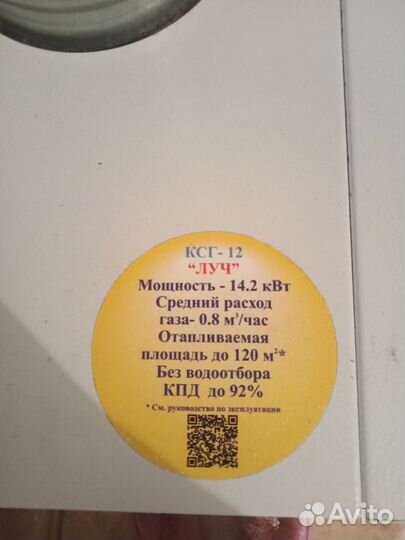 КСГ- 12
“ЛУЧ”
Мощность - 14.2 кВт
Средний расход
газа- 0.8 м³/час
Отапливаемая
площадь до 120 м²*
Без водоотбора
КПД до 92%
* См. руководство по эксплуатации
Avito